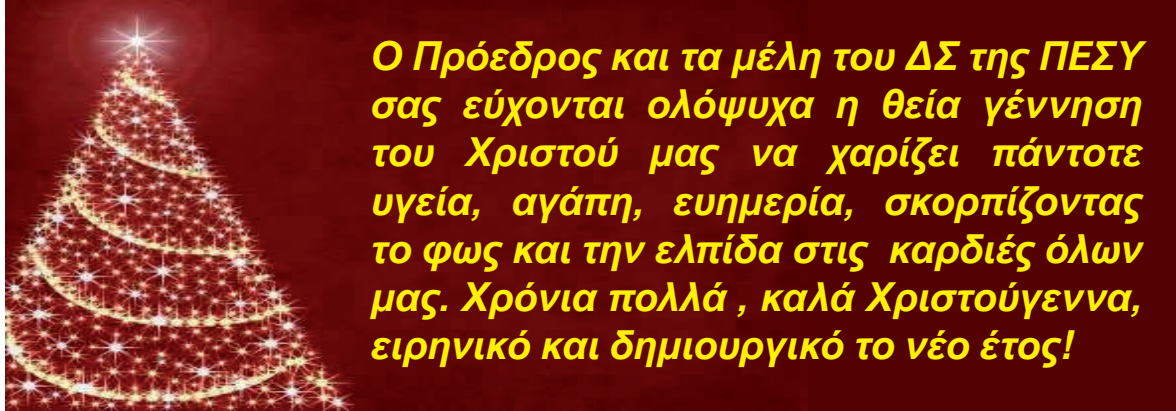 Ο Πρόεδρος και τα μέλη του ΔΣ της ΠΕΣΥ
σας εύχονται ολόψυχα η θεία γέννηση
του Χριστού μας να χαρίζει πάντοτε
υγεία, αγάπη, ευημερία, σκορπίζοντας
το φως και την ελπίδα στις καρδιές όλων
μας. Χρόνια πολλά , καλά Χριστούγεννα,
ειρηνικό και δημιουργικό το νέο έτος!